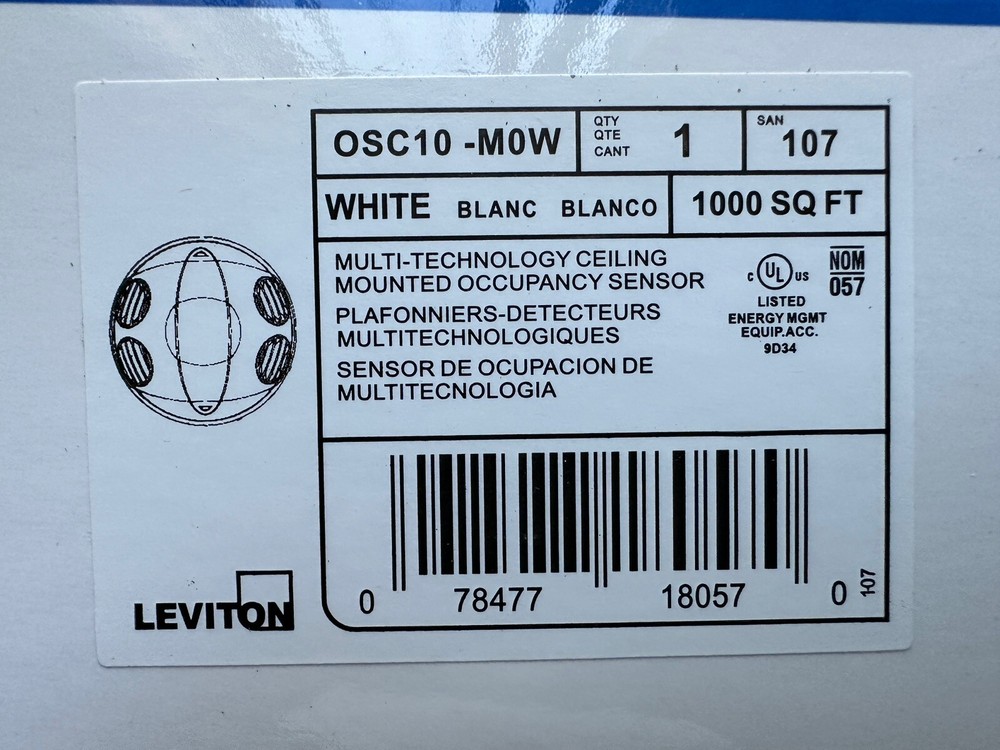 OSC10 -M0W
QTY
QTE
CANT
1
SAN
107
WHITE BLANC BLANCO
1000 SQ FT
MULTI-TECHNOLOGY CEILING
MOUNTED OCCUPANCY SENSOR
PLAFONNIERS-DETECTEURS
MULTITECHNOLOGIQUES
SENSOR DE OCUPACION DE
MULTITECNOLOGIA
C UL US
LISTED
ENERGY MGMT
EQUIP.ACC.
9D34
NOM
057
LEVITON
0 78477 18057 0
107